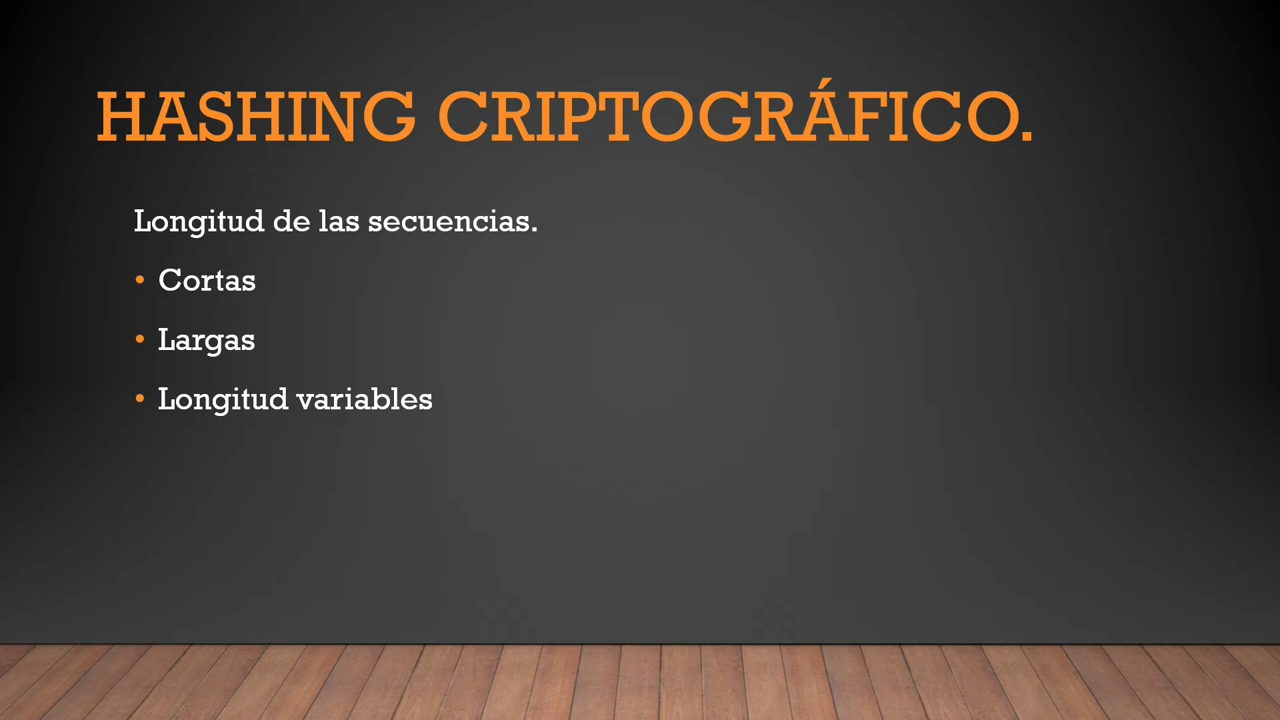 HASHING CRIPTOGRÁFICO.
Longitud de las secuencias.
• Cortas
• Largas
• Longitud variables